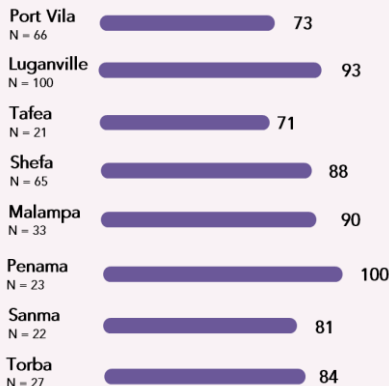 Port Vila 73
N = 66
Luganville 93
N = 100
Tafea 71
N = 21
Shefa 88
N = 65
Malampa 90
N = 33
Penama 100
N = 23
Sanma 81
N = 22
Torba 84
N = 27